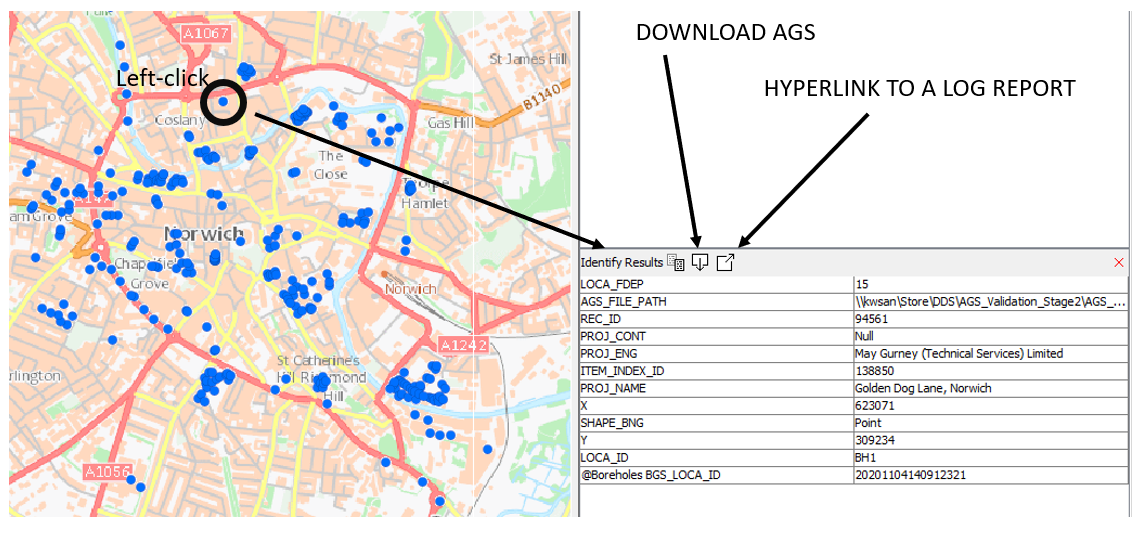 DOWNLOAD AGS
HYPERLINK TO A LOG REPORT
Left-click
A1067
St James Hill
B1140
Coslany
Gas Hill
The
Close
Thorpe
Hamlet
Grove
Norwich
Grove
Norwich
A1242
St Catherine's
Hill Richmond
Hill
A1056
Identify Results
LOCA_FDEP 15
AGS_FILE_PATH \\kwsan\Store\DDS\AGS_Validation_Stage2\AGS_...
REC_ID 94561
PROJ_CONT Null
PROJ_ENG May Gurney (Technical Services) Limited
ITEM_INDEX_ID 138850
PROJ_NAME Golden Dog Lane, Norwich
X 623071
SHAPE_BNG Point
Y 309234
LOCA_ID BH1
@Boreholes BGS_LOCA_ID 20201104140912321